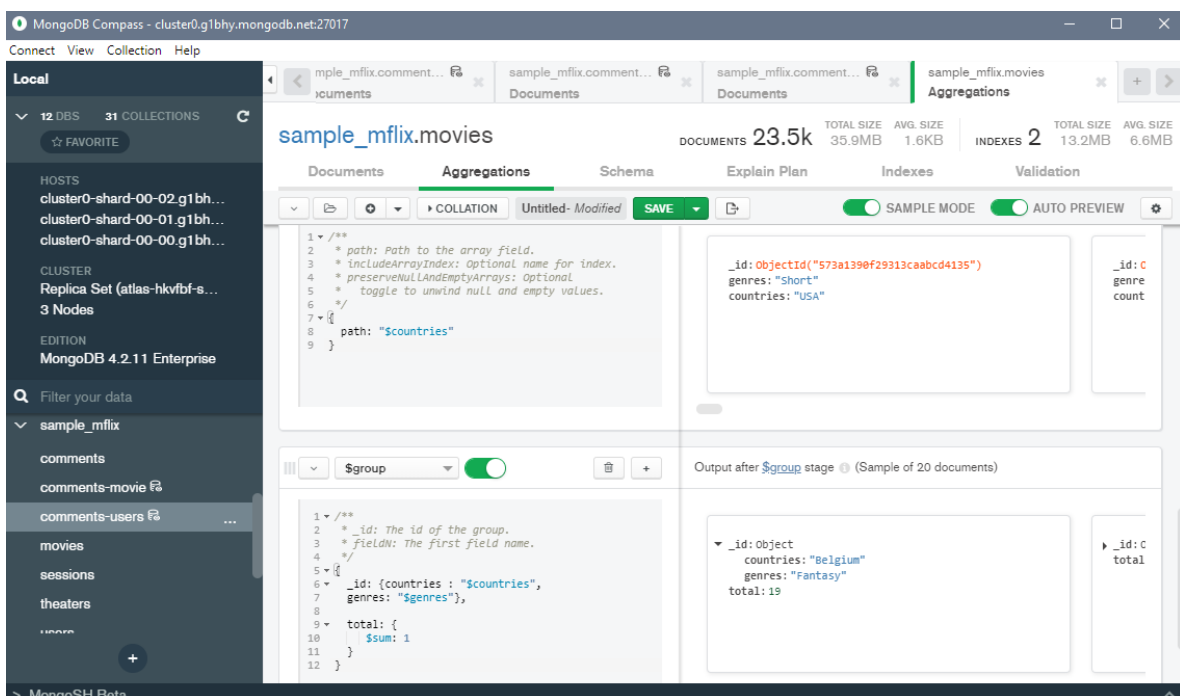 MongoDB Compass - cluster0.g1bhy.mongodb.net:27017
Connect View Collection Help
Local
12 DBS 31 COLLECTIONS
FAVORITE
HOSTS
cluster0-shard-00-02.g1bh...
cluster0-shard-00-01.g1bh...
cluster0-shard-00-00.g1bh...
CLUSTER
Replica Set (atlas-hkvfbf-s...
3 Nodes
EDITION
MongoDB 4.2.11 Enterprise
Filter your data
sample_mflix
comments
comments-movie
comments-users ...
movies
sessions
theaters
users
+
> MongoSH Beta
mple_mflix.comment...
ocuments
sample_mflix.comment...
Documents
sample_mflix.comment...
Documents
sample_mflix.movies
Aggregations
sample_mflix.movies
DOCUMENTS 23.5k
TOTAL SIZE AVG. SIZE
35.9MB 1.6KB
INDEXES 2
TOTAL SIZE AVG. SIZE
13.2MB 6.6MB
Documents Aggregations Schema Explain Plan Indexes Validation
COLLATION Untitled- Modified SAVE SAMPLE MODE AUTO PREVIEW
1 /**
2 * path: Path to the array field.
3 * includeArrayIndex: Optional name for index.
4 * preserveNullAndEmptyArrays: Optional
5 * toggle to unwind null and empty values.
6 */
7 {
8 path: "$countries"
9 }
_id: ObjectId("573a1390f29313caabcd4135")
genres: "Short"
countries: "USA"
_id: O
genre
count
$group
Output after $group stage (Sample of 20 documents)
1 /**
2 * _id: The id of the group.
3 * fieldN: The first field name.
4 */
5 {
6 _id: {countries : "$countries",
7 genres: "$genres"},
8
9 total: {
10 $sum: 1
11 }
12 }
_id: Object
countries: "Belgium"
genres: "Fantasy"
total: 19
_id: O
total